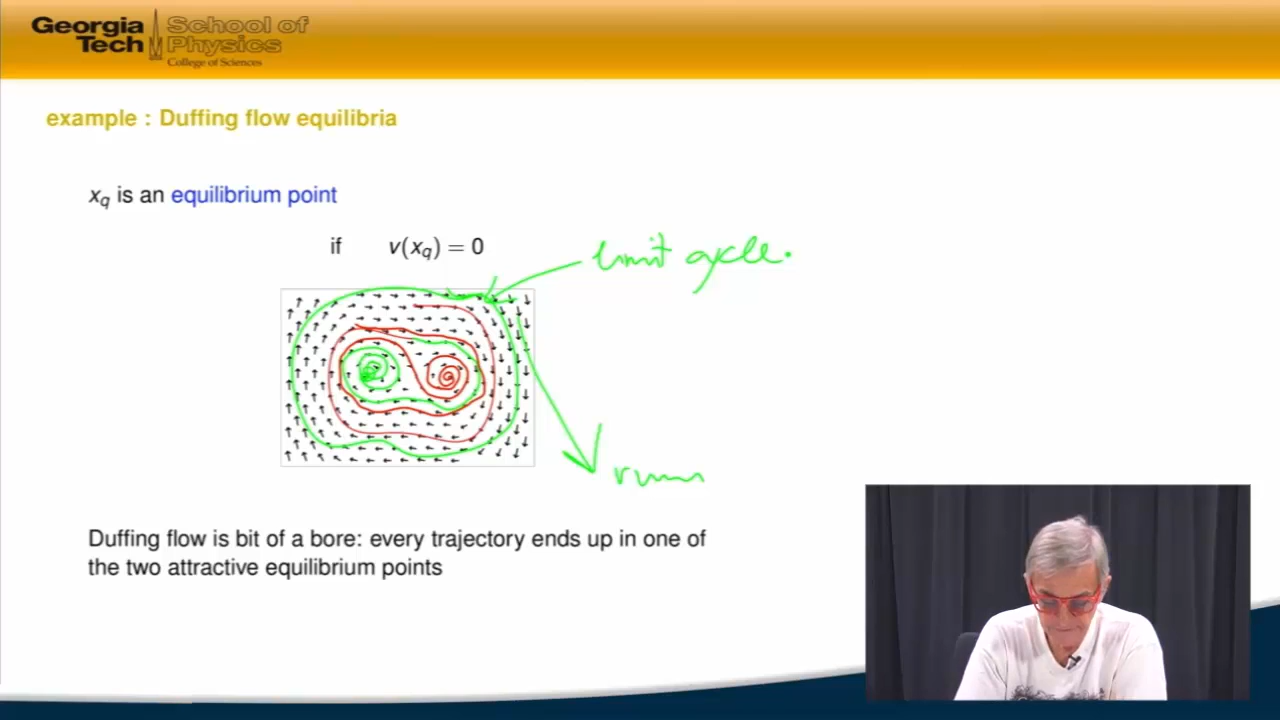 Georgia Tech
School of Physics
College of Sciences
example : Duffing flow equilibria
xq is an equilibrium point
if v(xq) = 0
limit cycle.
Duffing flow is bit of a bore: every trajectory ends up in one of
the two attractive equilibrium points